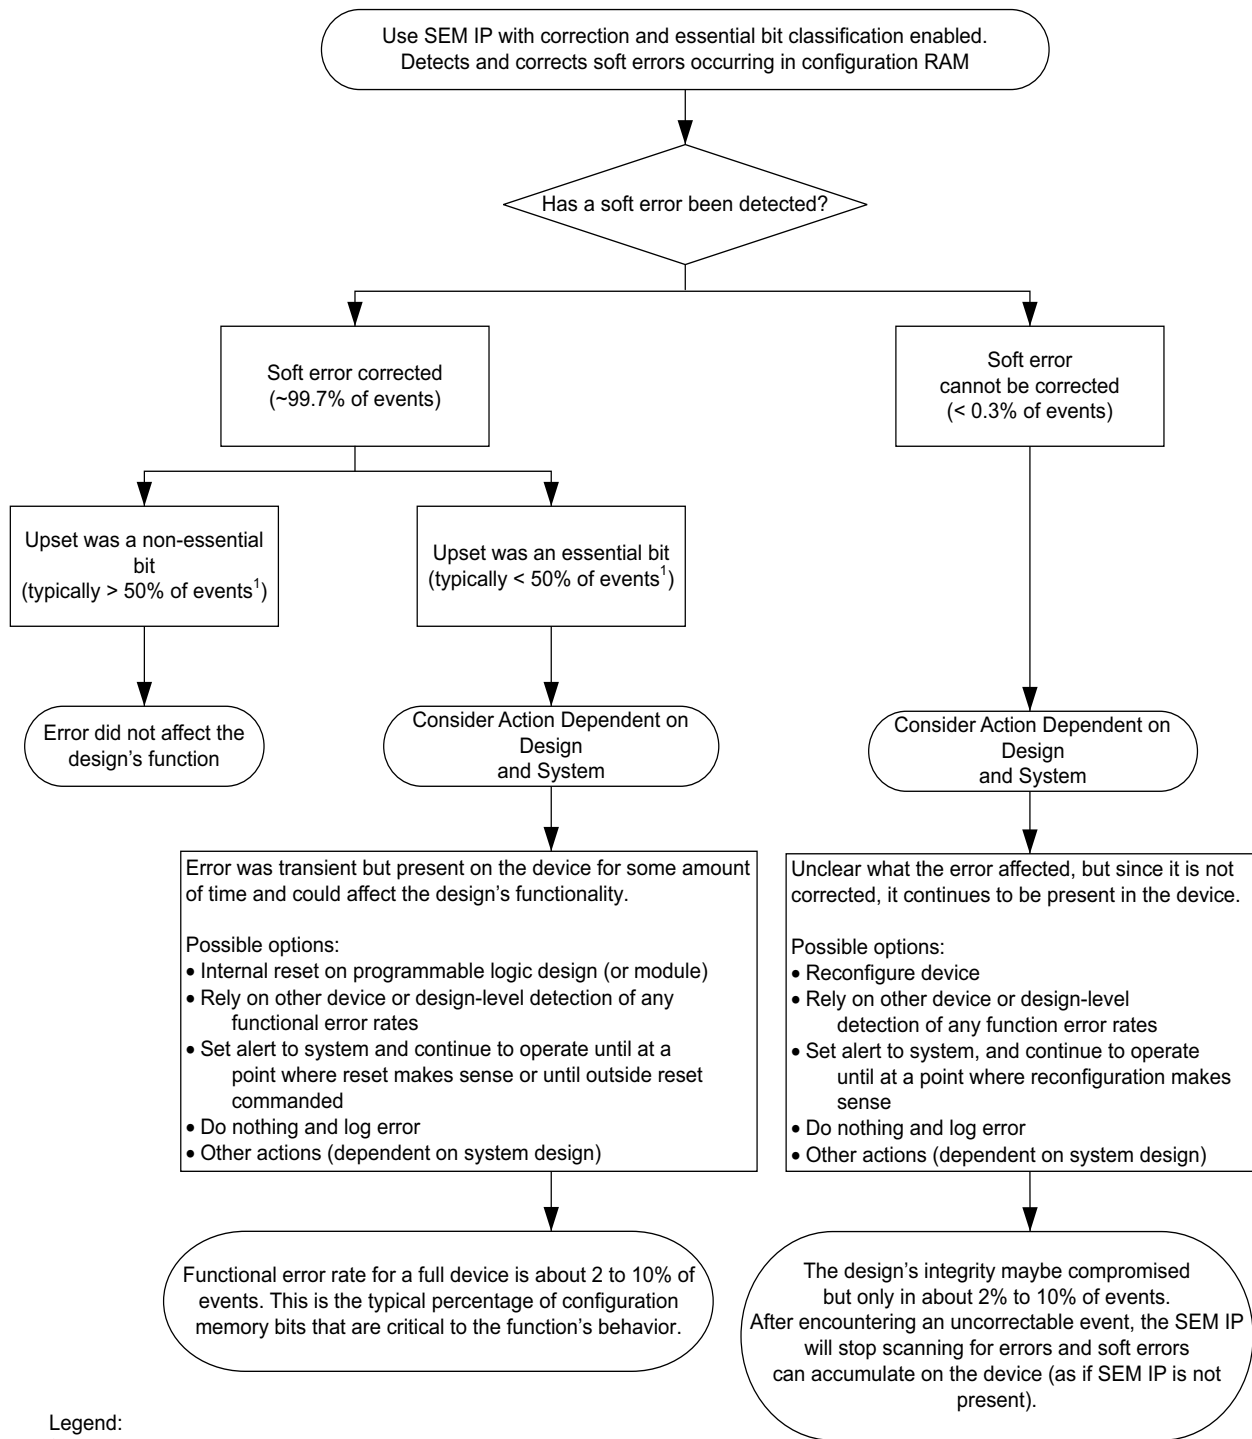 Use SEM IP with correction and essential bit classification enabled.
Detects and corrects soft errors occurring in configuration RAM
Has a soft error been detected?
Soft error corrected
(~99.7% of events)
Soft error
cannot be corrected
(< 0.3% of events)
Upset was a non-essential
bit
(typically > 50% of events¹)
Upset was an essential bit
(typically < 50% of events¹)
Error did not affect the
design’s function
Consider Action Dependent on
Design
and System
Consider Action Dependent on
Design
and System
Error was transient but present on the device for some amount
of time and could affect the design’s functionality.
Possible options:
• Internal reset on programmable logic design (or module)
• Rely on other device or design-level detection of any
functional error rates
• Set alert to system and continue to operate until at a
point where reset makes sense or until outside reset
commanded
• Do nothing and log error
• Other actions (dependent on system design)
Unclear what the error affected, but since it is not
corrected, it continues to be present in the device.
Possible options:
• Reconfigure device
• Rely on other device or design-level
detection of any function error rates
• Set alert to system, and continue to operate
until at a point where reconfiguration makes
sense
• Do nothing and log error
• Other actions (dependent on system design)
Functional error rate for a full device is about 2 to 10% of
events. This is the typical percentage of configuration
memory bits that are critical to the function’s behavior.
The design’s integrity maybe compromised
but only in about 2% to 10% of events.
After encountering an uncorrectable event, the SEM IP
will stop scanning for errors and soft errors
can accumulate on the device (as if SEM IP is not
present).
Legend: